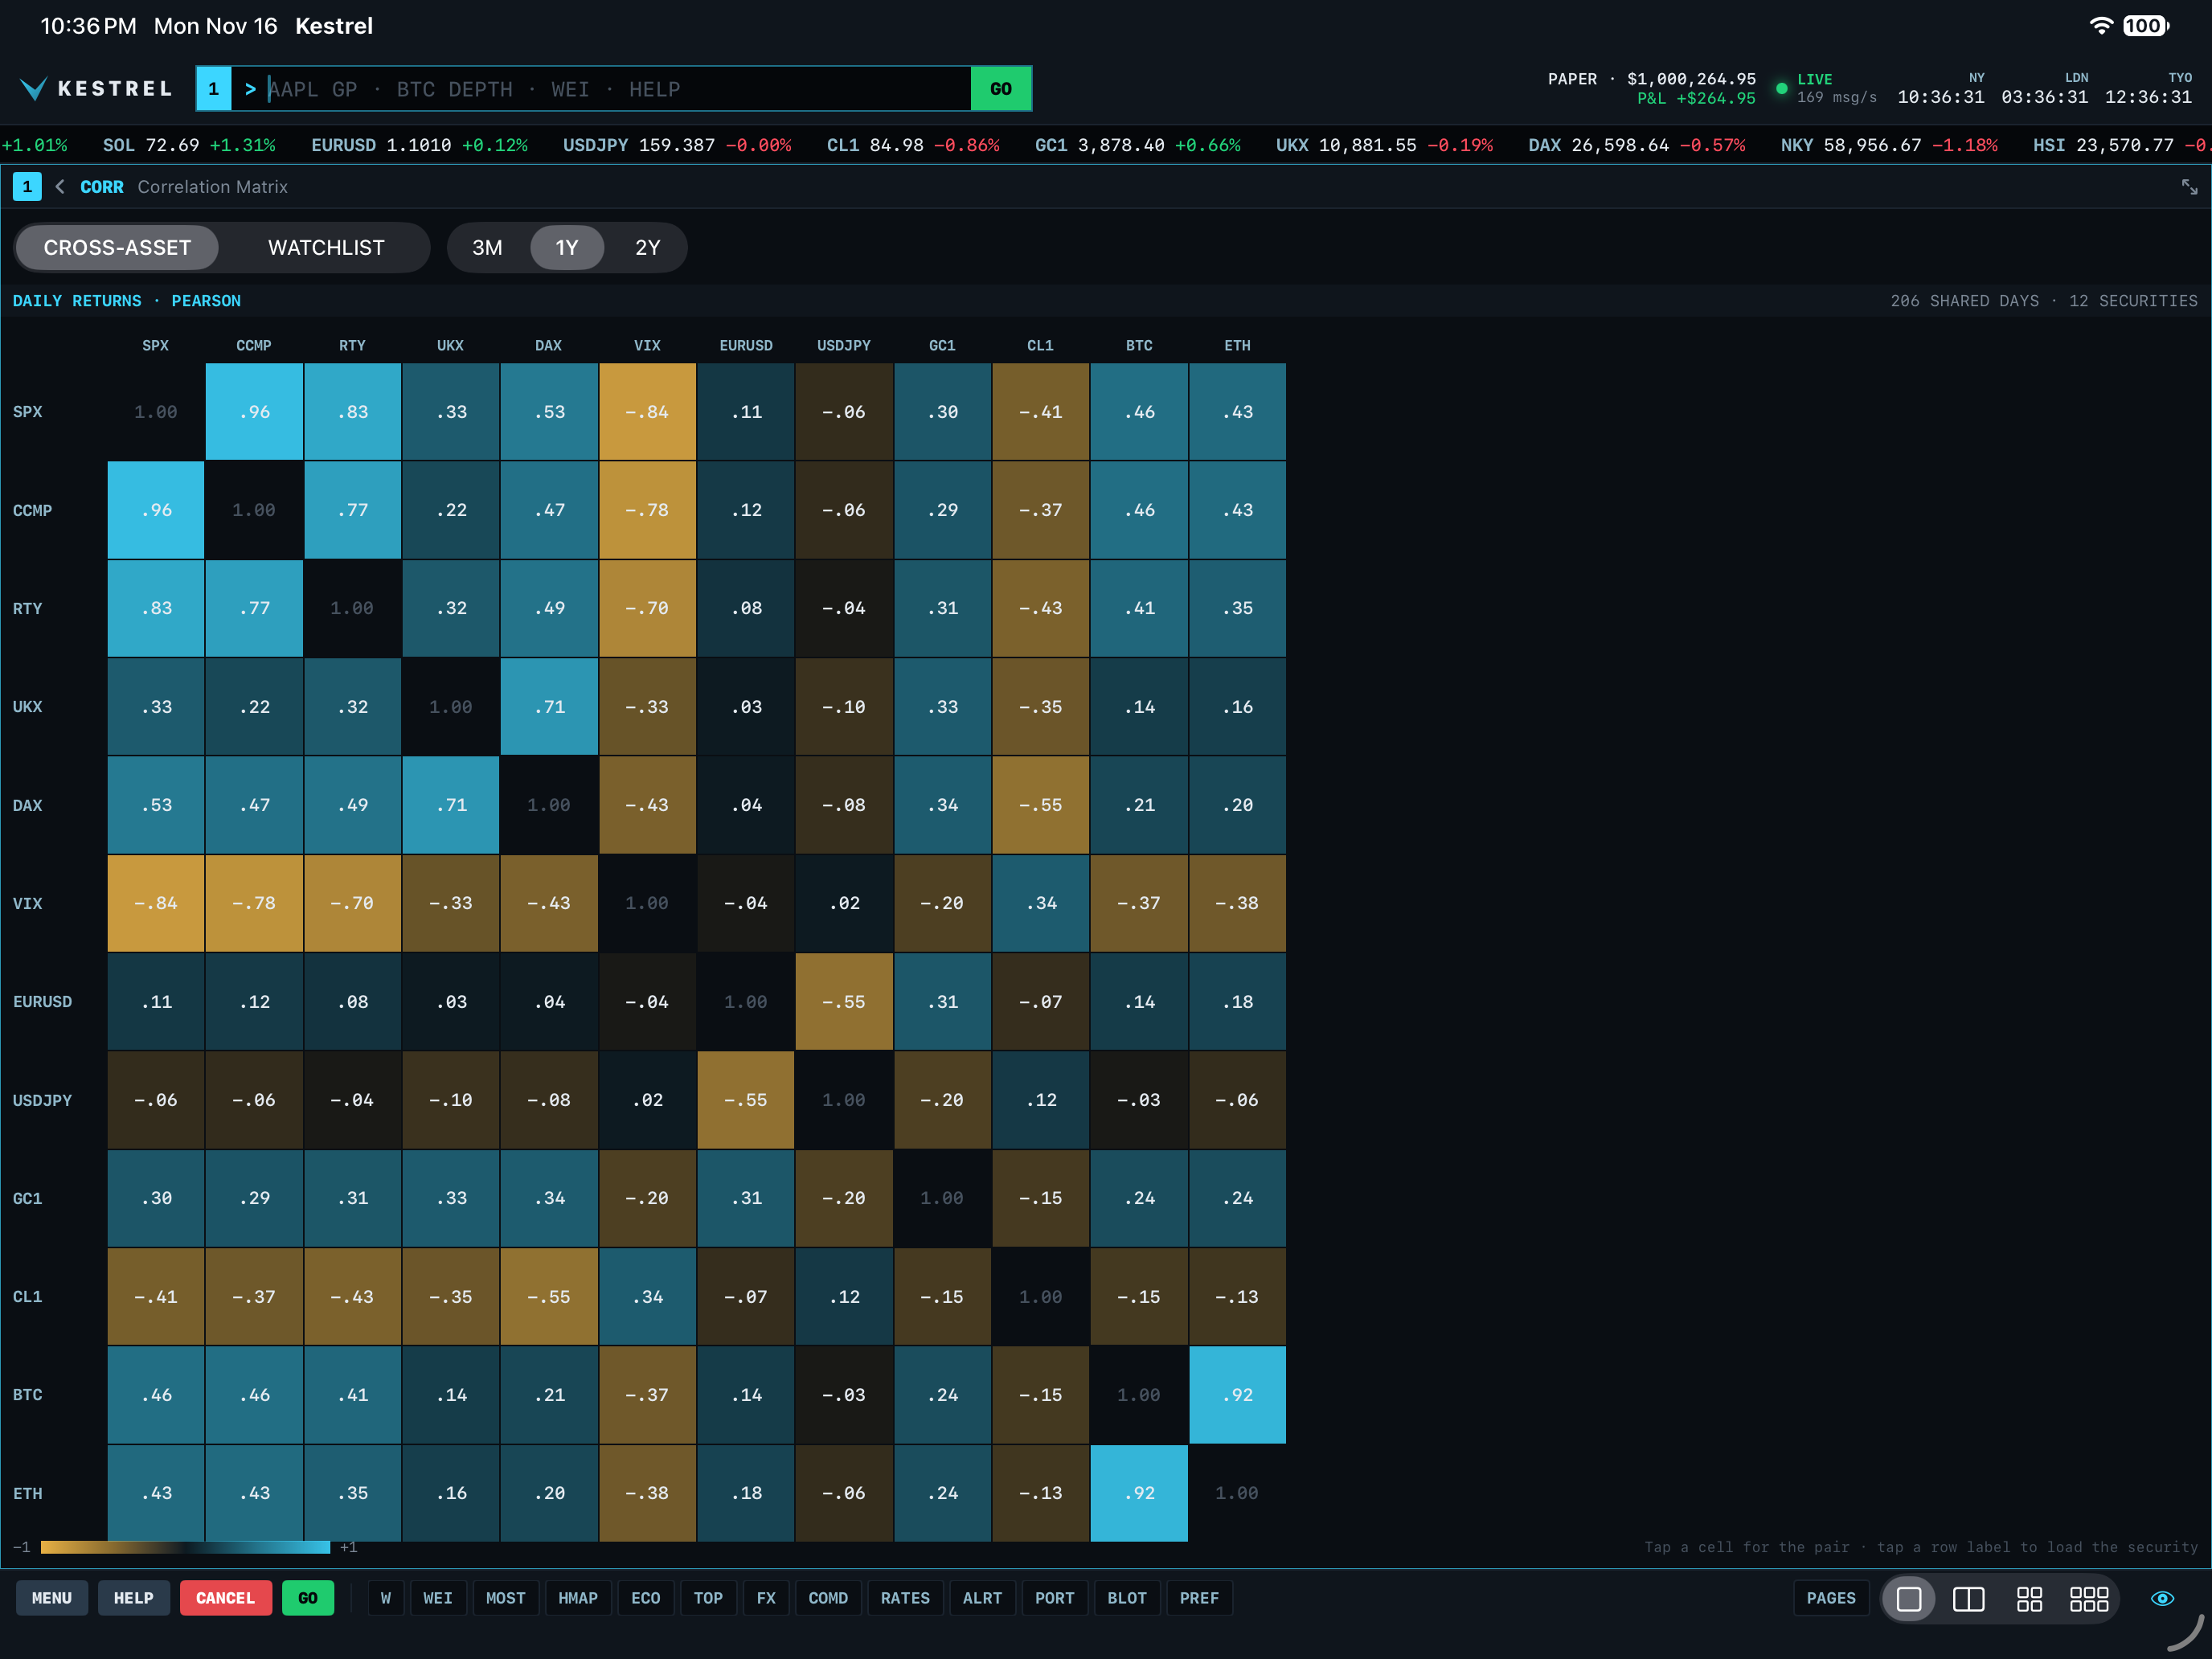 10:36 PM Mon Nov 16 Kestrel 100
KESTREL 1 > AAPL GP · BTC DEPTH · WEI · HELP GO PAPER · $1,000,264.95 P&L +$264.95 LIVE 169 msg/s NY 10:36:31 LDN 03:36:31 TYO 12:36:31
+1.01% SOL 72.69 +1.31% EURUSD 1.1010 +0.12% USDJPY 159.387 −0.00% CL1 84.98 −0.86% GC1 3,878.40 +0.66% UKX 10,881.55 −0.19% DAX 26,598.64 −0.57% NKY 58,956.67 −1.18% HSI 23,570.77 −0.
1 CORR Correlation Matrix
CROSS-ASSET WATCHLIST 3M 1Y 2Y
DAILY RETURNS · PEARSON 206 SHARED DAYS · 12 SECURITIES
SPX CCMP RTY UKX DAX VIX EURUSD USDJPY GC1 CL1 BTC ETH
SPX 1.00 .96 .83 .33 .53 −.84 .11 −.06 .30 −.41 .46 .43
CCMP .96 1.00 .77 .22 .47 −.78 .12 −.06 .29 −.37 .46 .43
RTY .83 .77 1.00 .32 .49 −.70 .08 −.04 .31 −.43 .41 .35
UKX .33 .22 .32 1.00 .71 −.33 .03 −.10 .33 −.35 .14 .16
DAX .53 .47 .49 .71 1.00 −.43 .04 −.08 .34 −.55 .21 .20
VIX −.84 −.78 −.70 −.33 −.43 1.00 −.04 .02 −.20 .34 −.37 −.38
EURUSD .11 .12 .08 .03 .04 −.04 1.00 −.55 .31 −.07 .14 .18
USDJPY −.06 −.06 −.04 −.10 −.08 .02 −.55 1.00 −.20 .12 −.03 −.06
GC1 .30 .29 .31 .33 .34 −.20 .31 −.20 1.00 −.15 .24 .24
CL1 −.41 −.37 −.43 −.35 −.55 .34 −.07 .12 −.15 1.00 −.15 −.13
BTC .46 .46 .41 .14 .21 −.37 .14 −.03 .24 −.15 1.00 .92
ETH .43 .43 .35 .16 .20 −.38 .18 −.06 .24 −.13 .92 1.00
−1 +1 Tap a cell for the pair · tap a row label to load the security
MENU HELP CANCEL GO W WEI MOST HMAP ECO TOP FX COMD RATES ALRT PORT BLOT PREF PAGES